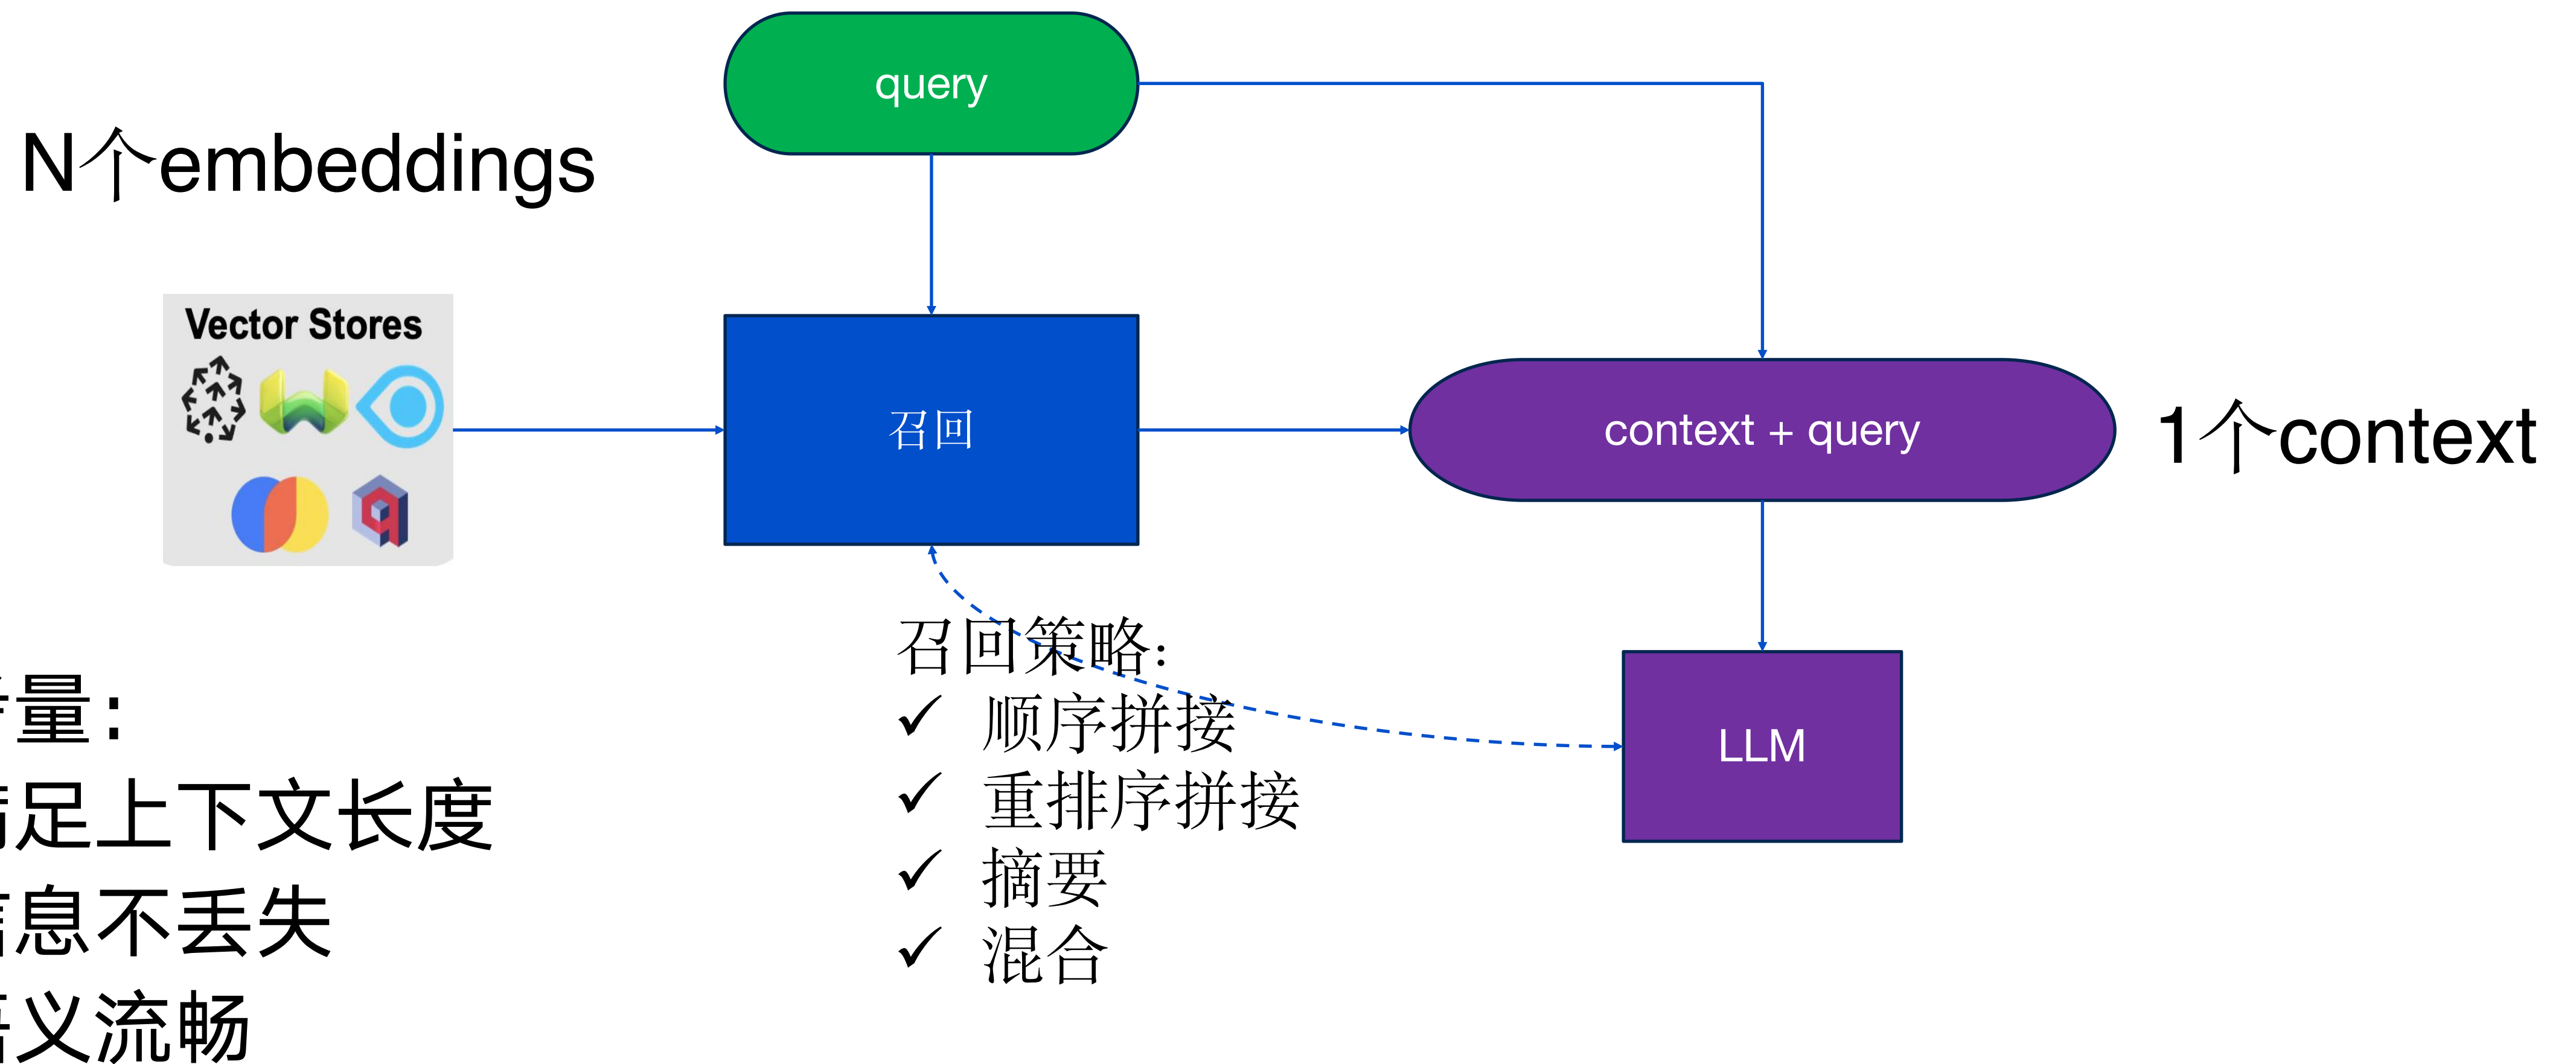 query
N个embeddings
Vector Stores
召回
context + query
1个context
召回策略:
✓ 顺序拼接
✓ 重排序拼接
✓ 摘要
✓ 混合
LLM
量:
足上下文长度
息不丢失
义流畅